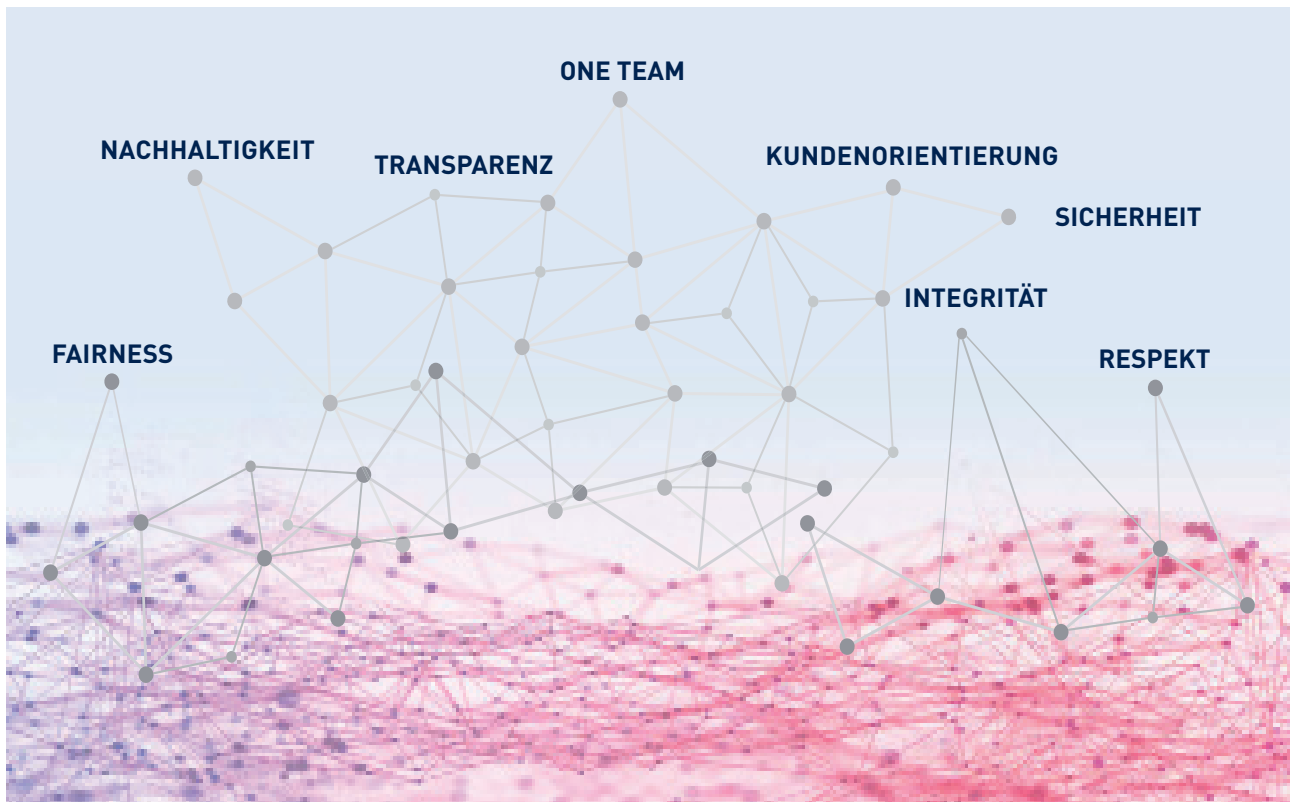 ONE TEAM
NACHHALTIGKEIT
TRANSPARENZ
KUNDENORIENTIERUNG
SICHERHEIT
INTEGRITÄT
FAIRNESS
RESPEKT